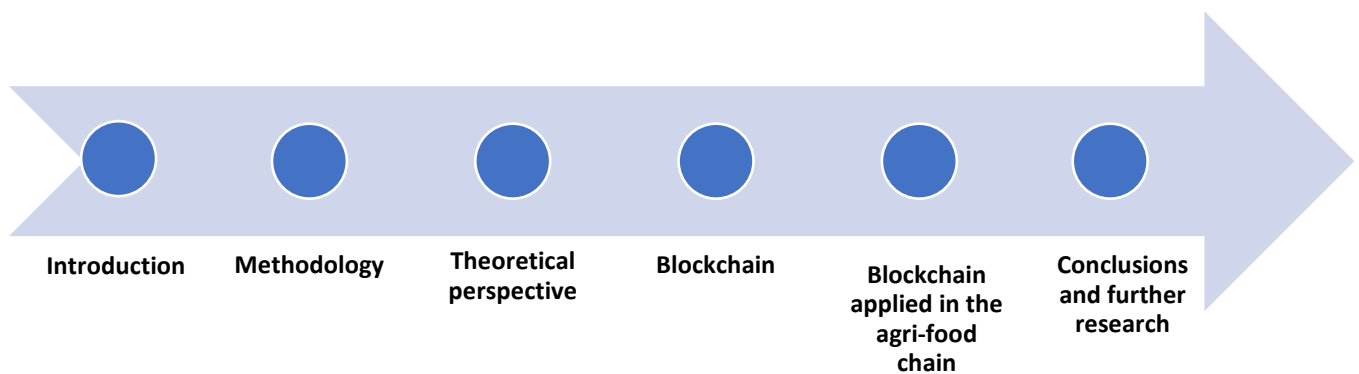 Introduction
Methodology
Theoretical
perspective
Blockchain
Blockchain
applied in the
agri-food
chain
Conclusions
and further
research